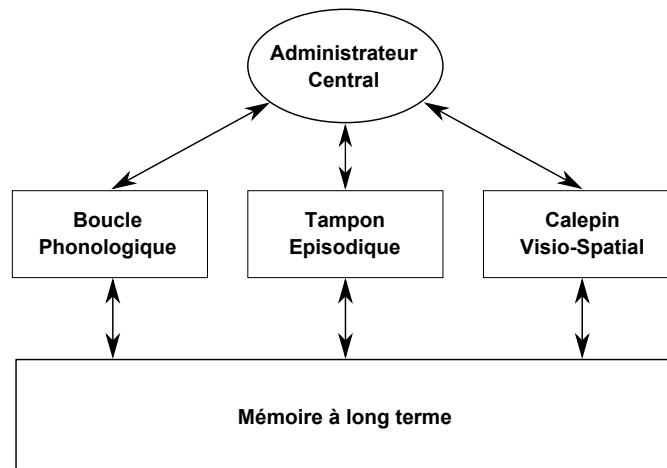 Administrateur
Central
Boucle
Phonologique
Tampon
Episodique
Calepin
Visio-Spatial
Mémoire à long terme